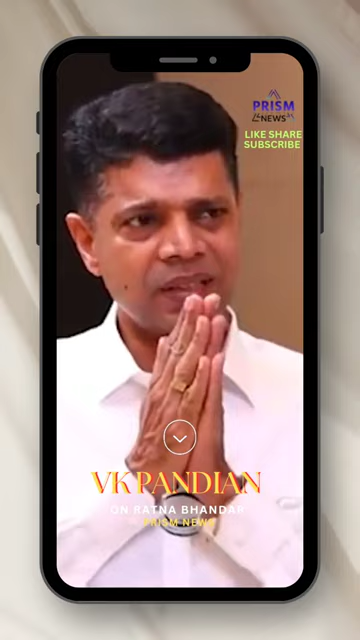 PRISM
NEWS
LIKE SHARE
SUBSCRIBE
VK PANDIAN
ON RATNA BHANDAR
PRISM NEWS